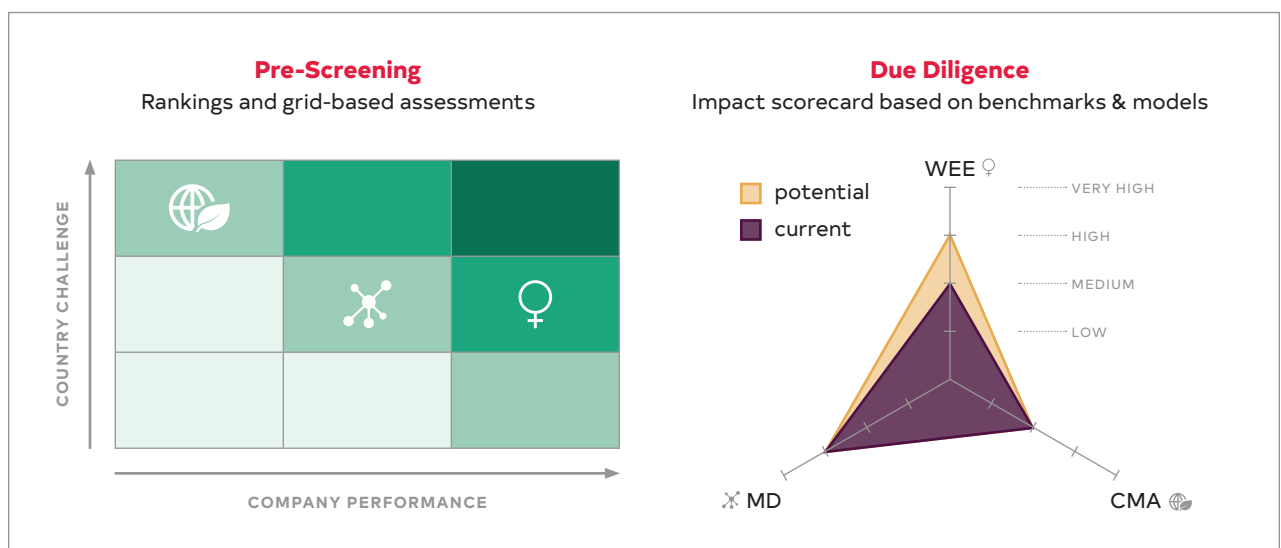 Pre-Screening
Rankings and grid-based assessments
COUNTRY CHALLENGE
COMPANY PERFORMANCE
Due Diligence
Impact scorecard based on benchmarks & models
potential
current
WEE
VERY HIGH
HIGH
MEDIUM
LOW
MD
CMA